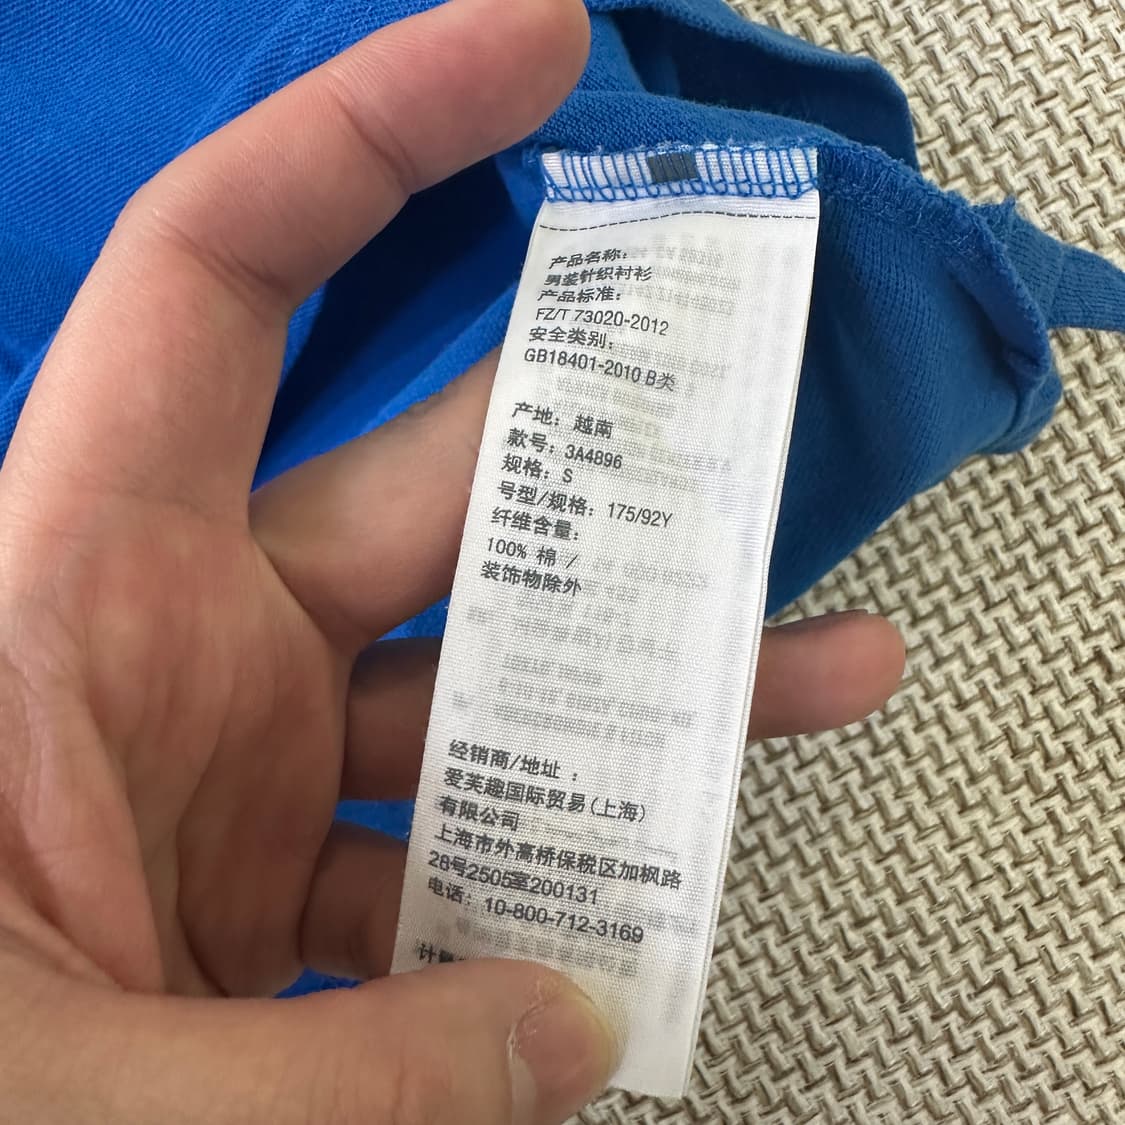 产品名称：
男装针织衬衫
产品标准：
FZ/T 73020-2012
安全类别：
GB18401-2010 B类
产地：越南
款号：3A4896
规格：S
号型/规格：175/92Y
纤维含量：
100% 棉 /
装饰物除外
经销商/地址 ：
爱芙趣国际贸易(上海)
有限公司
上海市外高桥保税区加枫路
28号2505室200131
电话：10-800-712-3169
计量